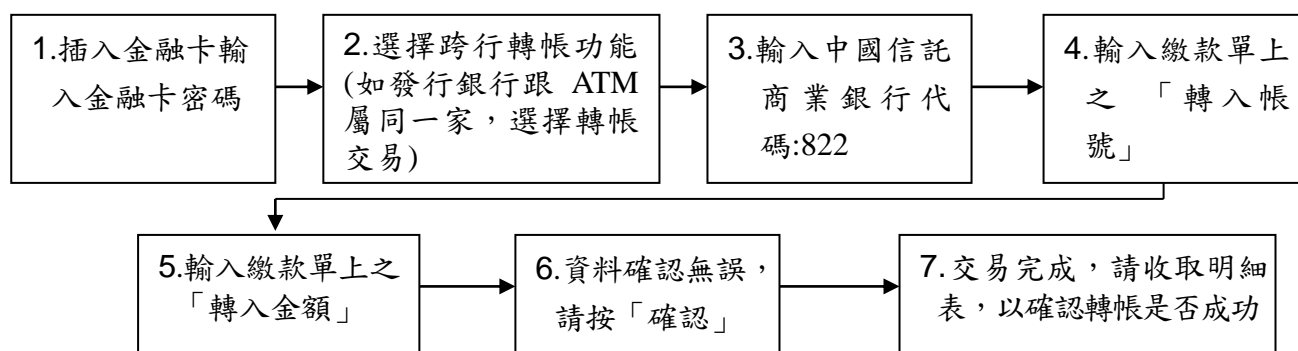 1.插入金融卡輸
入金融卡密碼
2.選擇跨行轉帳功能
(如發行銀行跟 ATM
屬同一家，選擇轉帳
交易)
3.輸入中國信託
商業銀行代
碼:822
4.輸入繳款單上
之「轉入帳
號」
5.輸入繳款單上之
「轉入金額」
6.資料確認無誤，
請按「確認」
7.交易完成，請收取明細
表，以確認轉帳是否成功